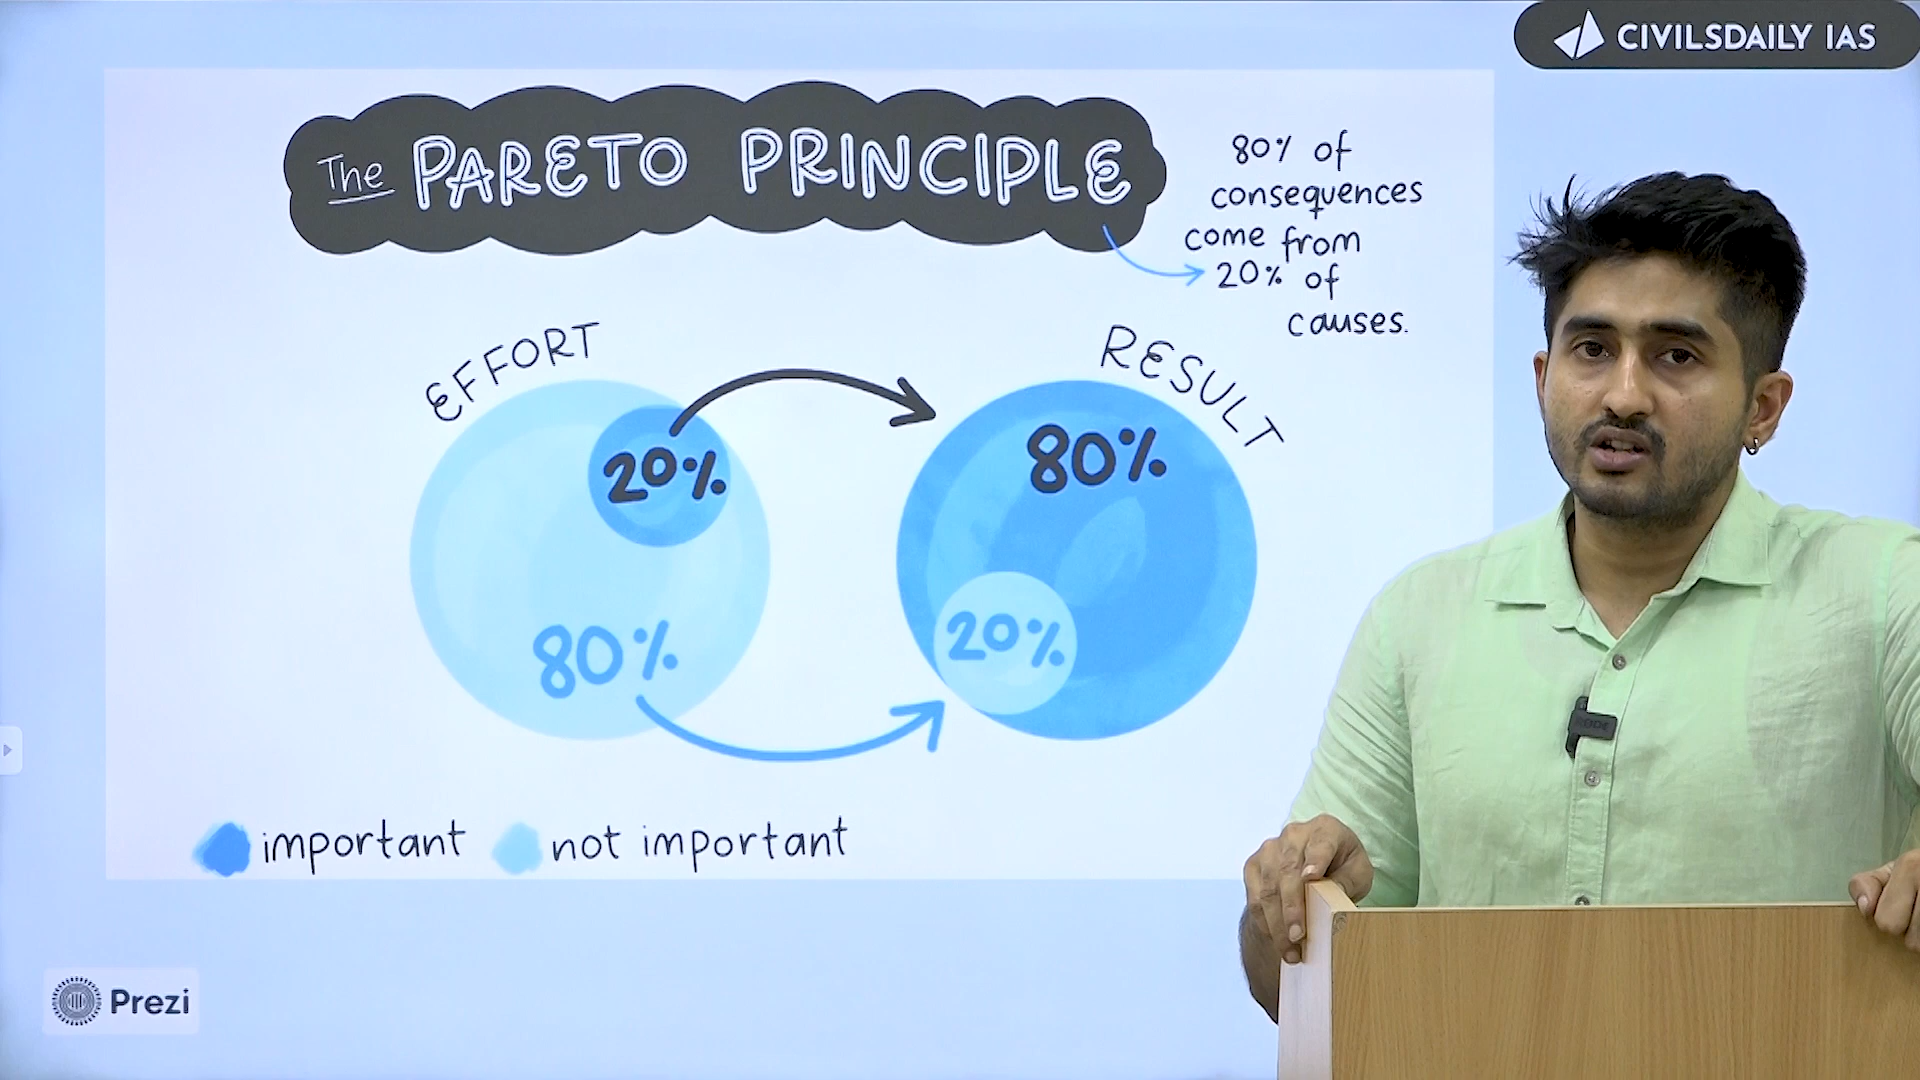 CIVILSDAILY IAS
The PARETO PRINCIPLE
80% of
consequences
come from
20% of
causes.
EFFORT
RESULT
20%
80%
80%
20%
important
not important
Prezi